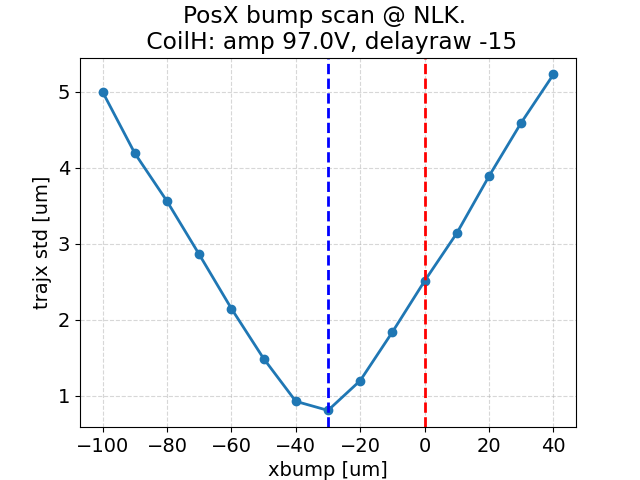 PosX bump scan @ NLK.
CoilH: amp 97.0V, delayraw -15
trajx std [um]
5
4
3
2
1
−100 −80 −60 −40 −20 0 20 40
xbump [um]